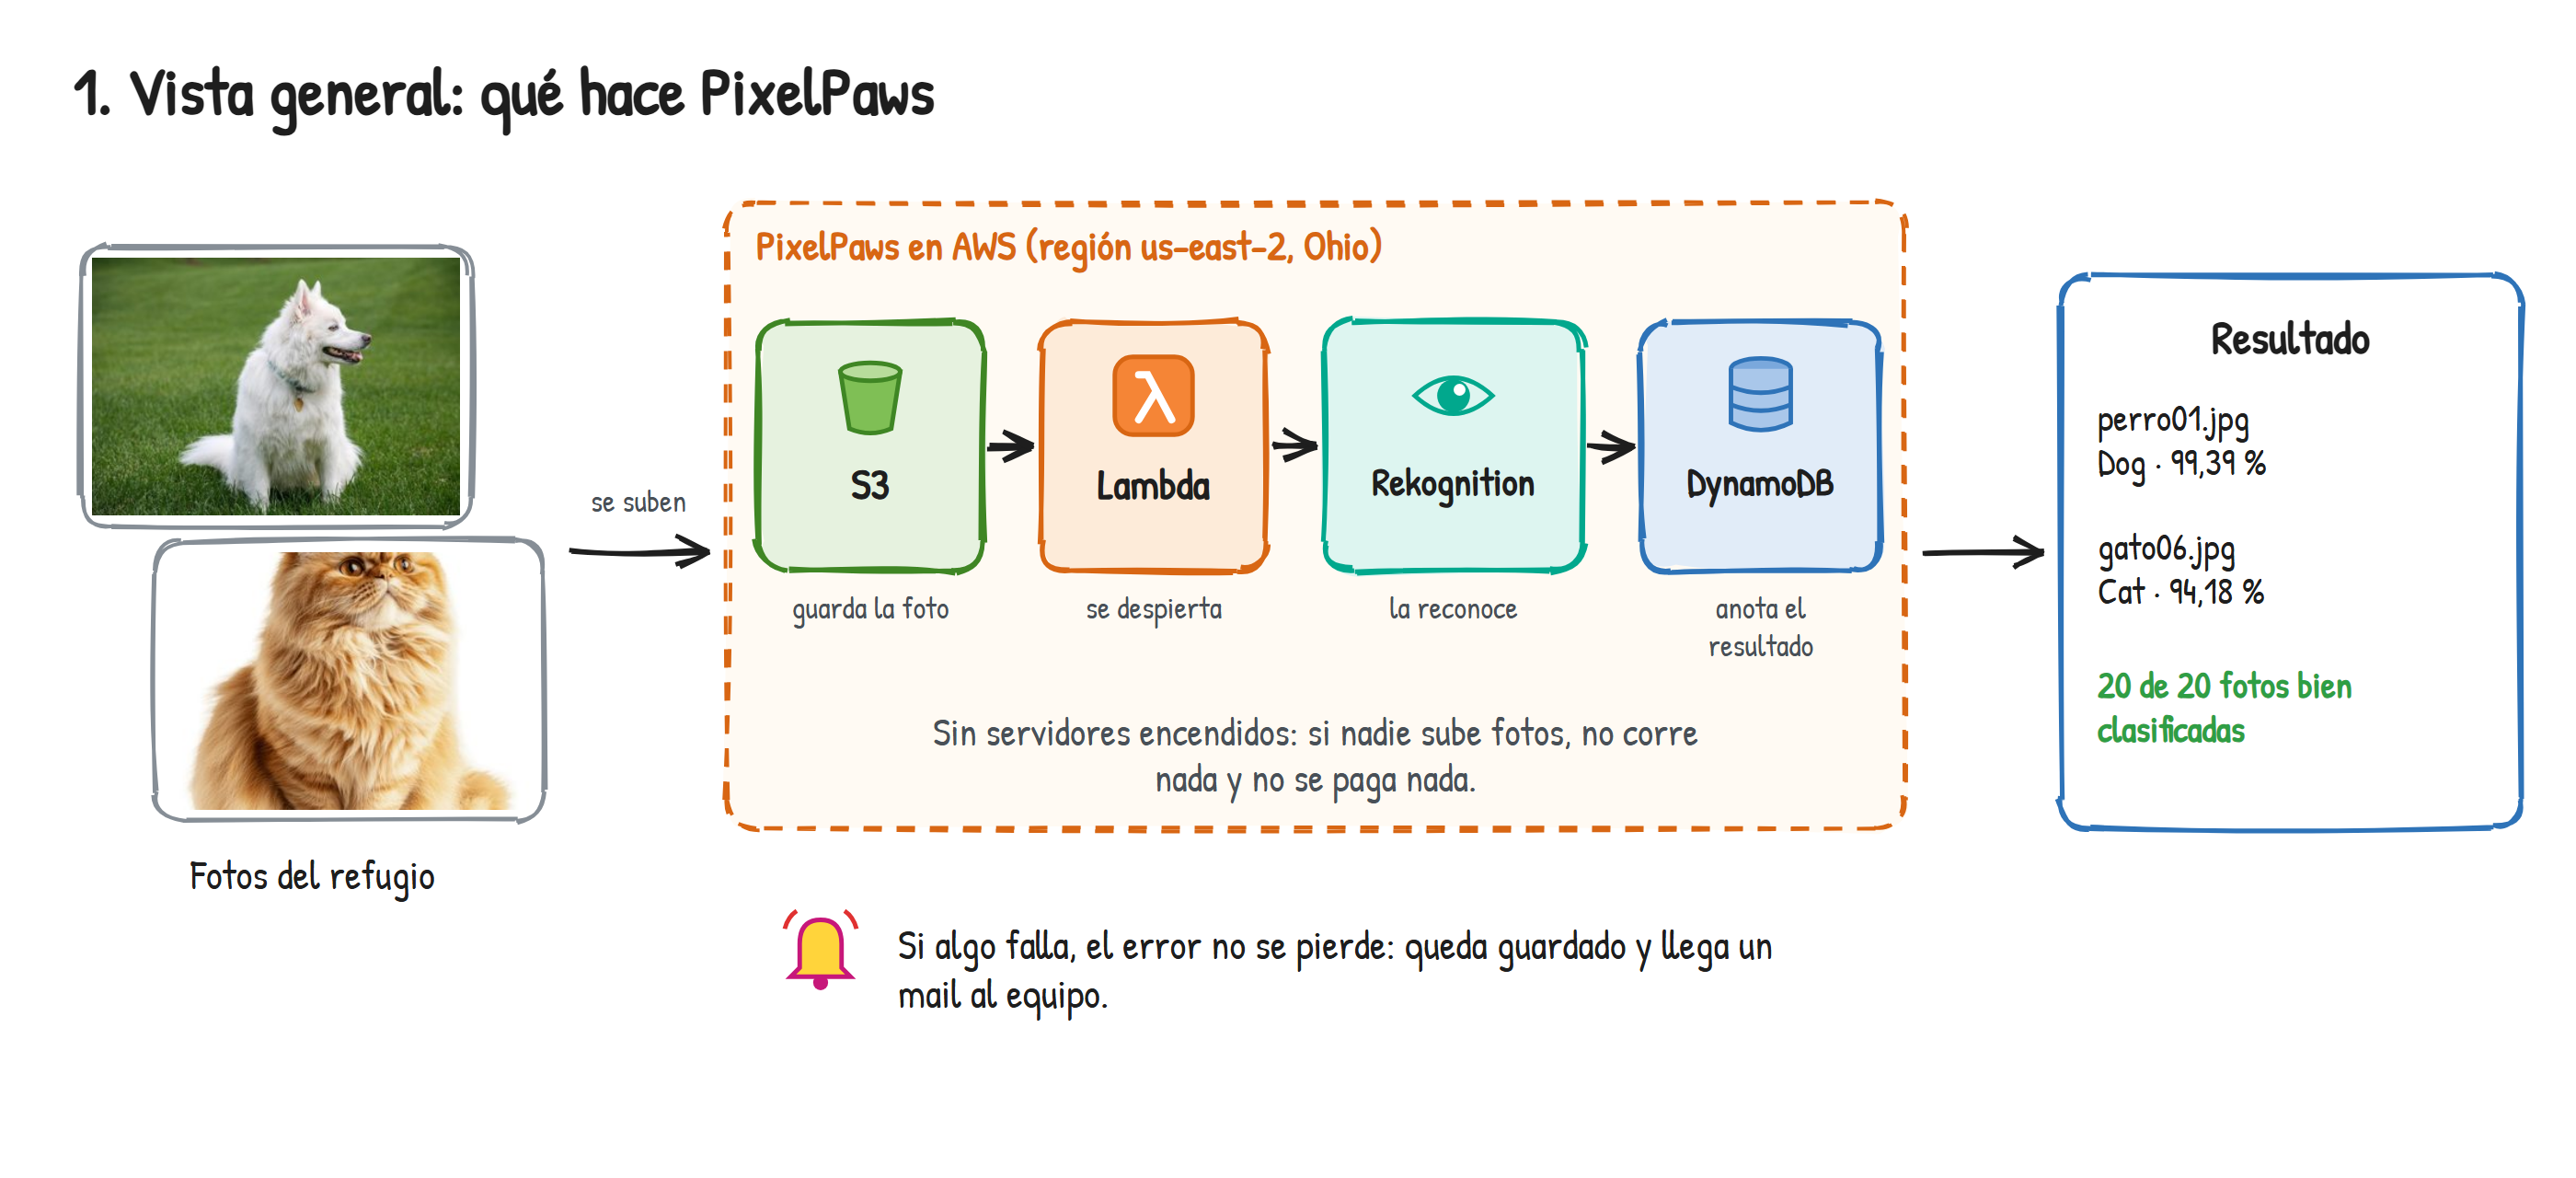 1. Vista general: qué hace PixelPaws
PixelPaws en AWS (región us-east-2, Ohio)
se suben
S3
Lambda
Rekognition
DynamoDB
guarda la foto
se despierta
la reconoce
anota el
resultado
Sin servidores encendidos: si nadie sube fotos, no corre
nada y no se paga nada.
Resultado
perro01.jpg
Dog · 99,39 %
gato06.jpg
Cat · 94,18 %
20 de 20 fotos bien
clasificadas
Fotos del refugio
Si algo falla, el error no se pierde: queda guardado y llega un
mail al equipo.